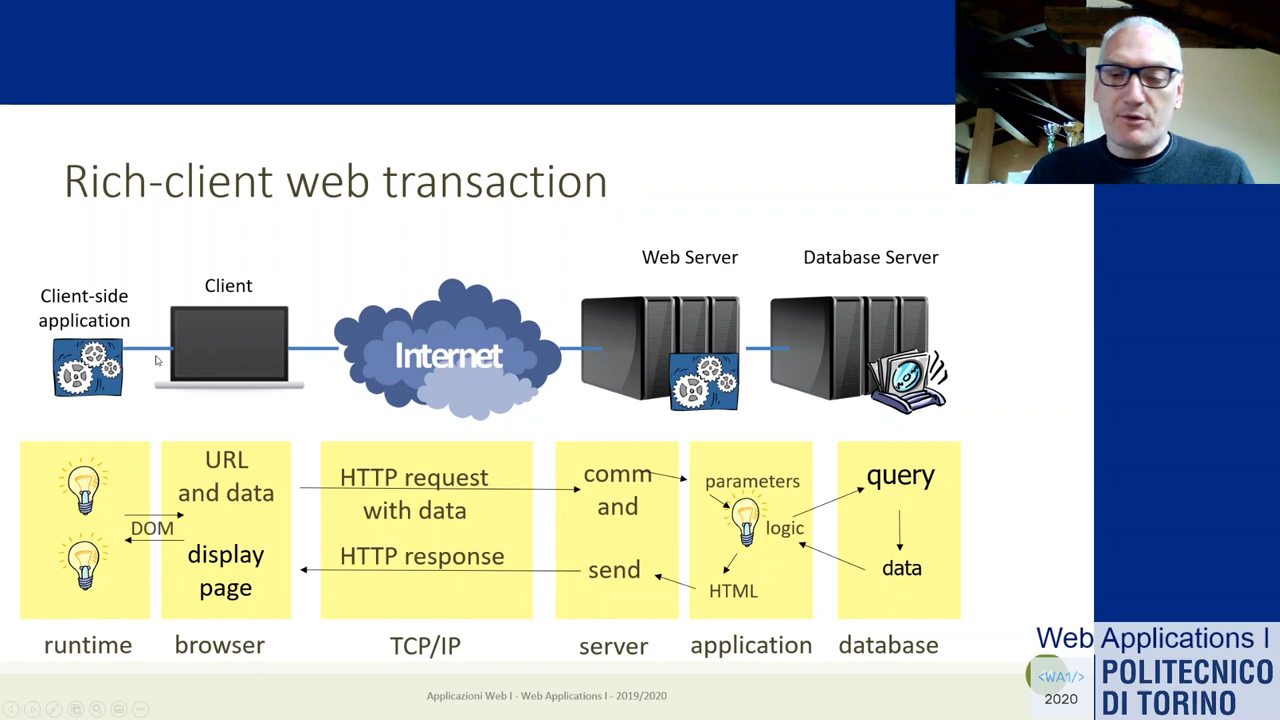 Rich-client web transaction
Web Server
Database Server
Client
Client-side
application
Internet
WOW
URL
and data
DOM
display
page
HTTP request
with data
HTTP response
comm
and
send
parameters
logic
HTML
query
data
runtime
browser
TCP/IP
server
application
database
Applicazioni Web I - Web Applications I - 2019/2020
Web Applications I
<WA1/>
2020
POLITECNICO
DI TORINO